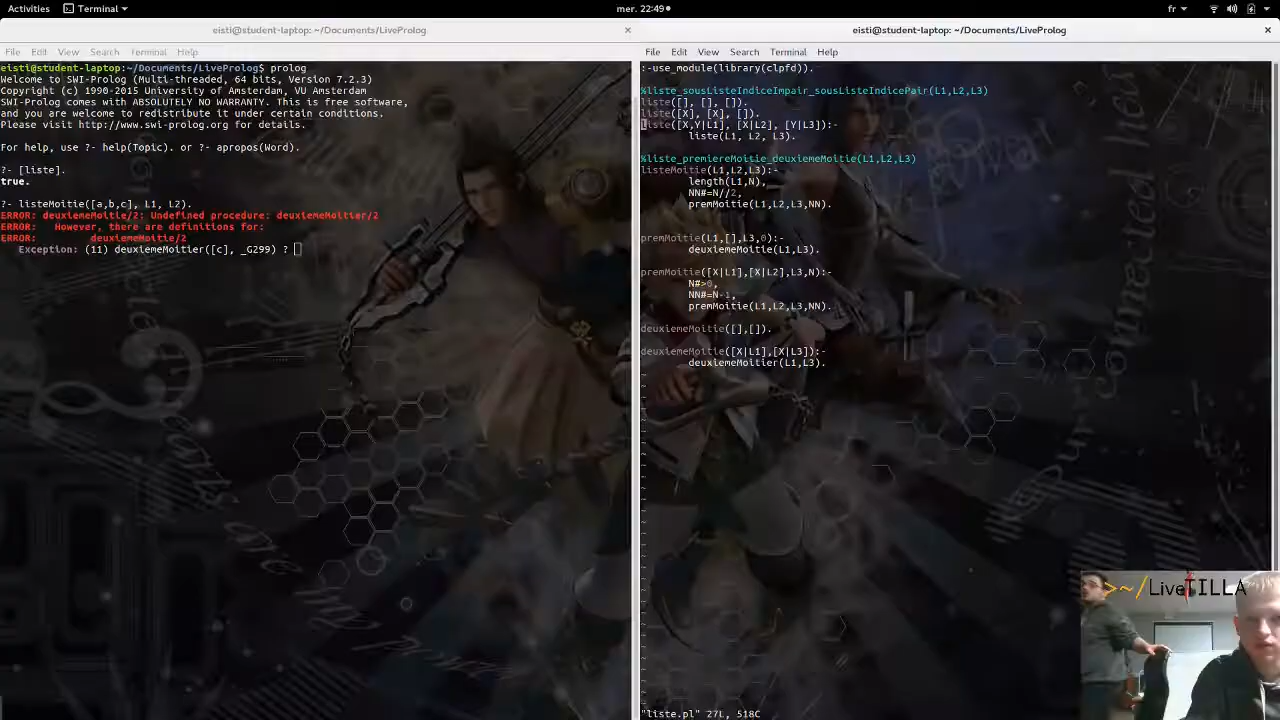 Activities
Terminal
mer. 22:49
fr
eisti@student-laptop: ~/Documents/LiveProlog
File Edit View Search Terminal Help
eisti@student-laptop:~/Documents/LiveProlog$ prolog
Welcome to SWI-Prolog (Multi-threaded, 64 bits, Version 7.2.3)
Copyright (c) 1990-2015 University of Amsterdam, VU Amsterdam
SWI-Prolog comes with ABSOLUTELY NO WARRANTY. This is free software,
and you are welcome to redistribute it under certain conditions.
Please visit http://www.swi-prolog.org for details.
For help, use ?- help(Topic). or ?- apropos(Word).
?- [liste].
true.
?- listeMoitie([a,b,c], L1, L2).
ERROR: deuxiemeMoitie/2: Undefined procedure: deuxiemeMoitier/2
ERROR:   However, there are definitions for:
ERROR:         deuxiemeMoitie/2
   Exception: (11) deuxiemeMoitier([c], _G299) ?
eisti@student-laptop: ~/Documents/LiveProlog
File Edit View Search Terminal Help
:-use_module(library(clpfd)).
%liste_sousListeIndiceImpair_sousListeIndicePair(L1,L2,L3)
liste([], [], []).
liste([X], [X], []).
liste([X,Y|L1], [X|L2], [Y|L3]):-
        liste(L1, L2, L3).
%liste_premiereMoitie_deuxiemeMoitie(L1,L2,L3)
listeMoitie(L1,L2,L3):-
        length(L1,N),
        NN#=N//2,
        premMoitie(L1,L2,L3,NN).
premMoitie(L1,[],L3,0):-
        deuxiemeMoitie(L1,L3).
premMoitie([X|L1],[X|L2],L3,N):-
        N#>0,
        NN#=N-1,
        premMoitie(L1,L2,L3,NN).
deuxiemeMoitie([],[]).
deuxiemeMoitie([X|L1],[X|L3]):-
        deuxiemeMoitier(L1,L3).
"liste.pl" 27L, 518C
>~/LiveTILLA